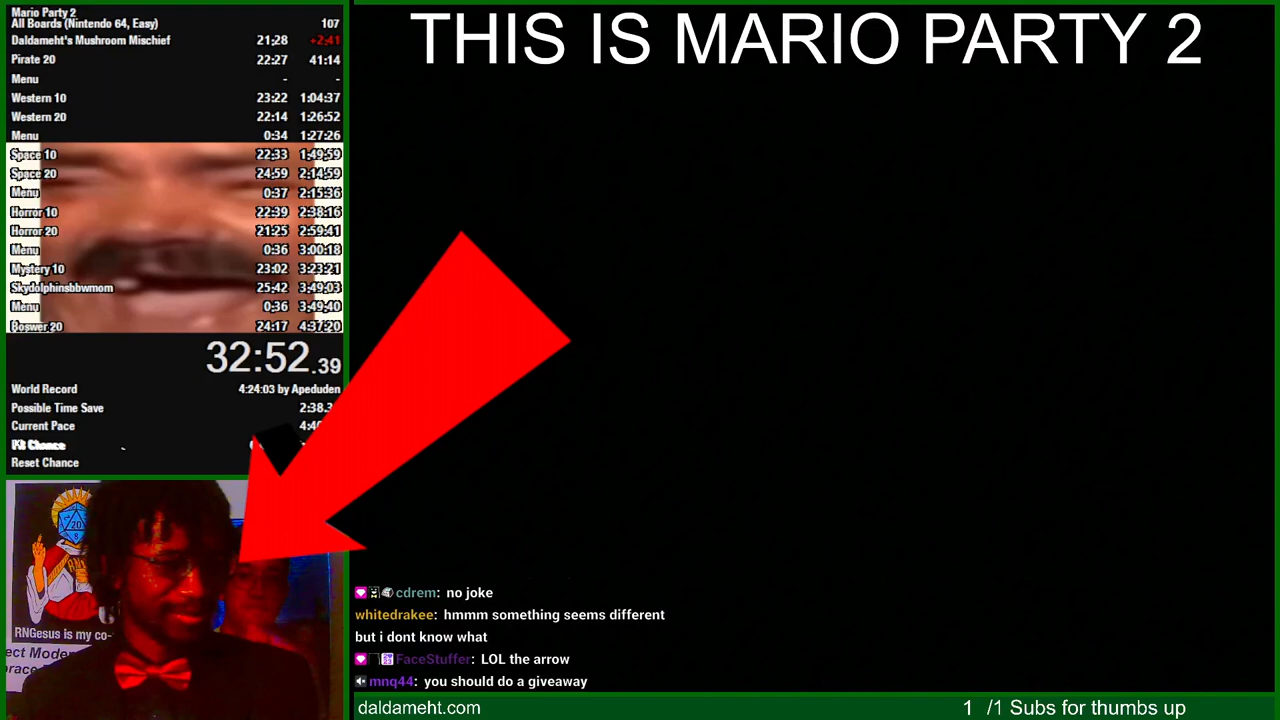 Mario Party 2
All Boards (Nintendo 64, Easy) 107
Daldameht's Mushroom Mischief 21:28 +2:41
Pirate 20 22:27 41:14
Menu - -
Western 10 23:22 1:04:37
Western 20 22:14 1:26:52
Menu 0:34 1:27:26
Space 10 22:33 1:49:59
Space 20 24:59 2:14:59
Menu 0:37 2:15:36
Horror 10 22:39 2:38:16
Horror 20 21:25 2:59:41
Menu 0:36 3:00:18
Mystery 10 23:02 3:23:21
Skydolphinsbbwmom 25:42 3:49:03
Menu 0:36 3:49:40
Boswer 20 24:17 4:37:20
32:52.39
World Record 4:24:03 by Apeduden
Possible Time Save 2:38.
Current Pace
Chance
Reset Chance
RNGesus is my co-
THIS IS MARIO PARTY 2
cdrem: no joke
whitedrakee: hmmm something seems different
but i dont know what
FaceStuffer: LOL the arrow
mnq44: you should do a giveaway
daldameht.com 1 /1 Subs for thumbs up